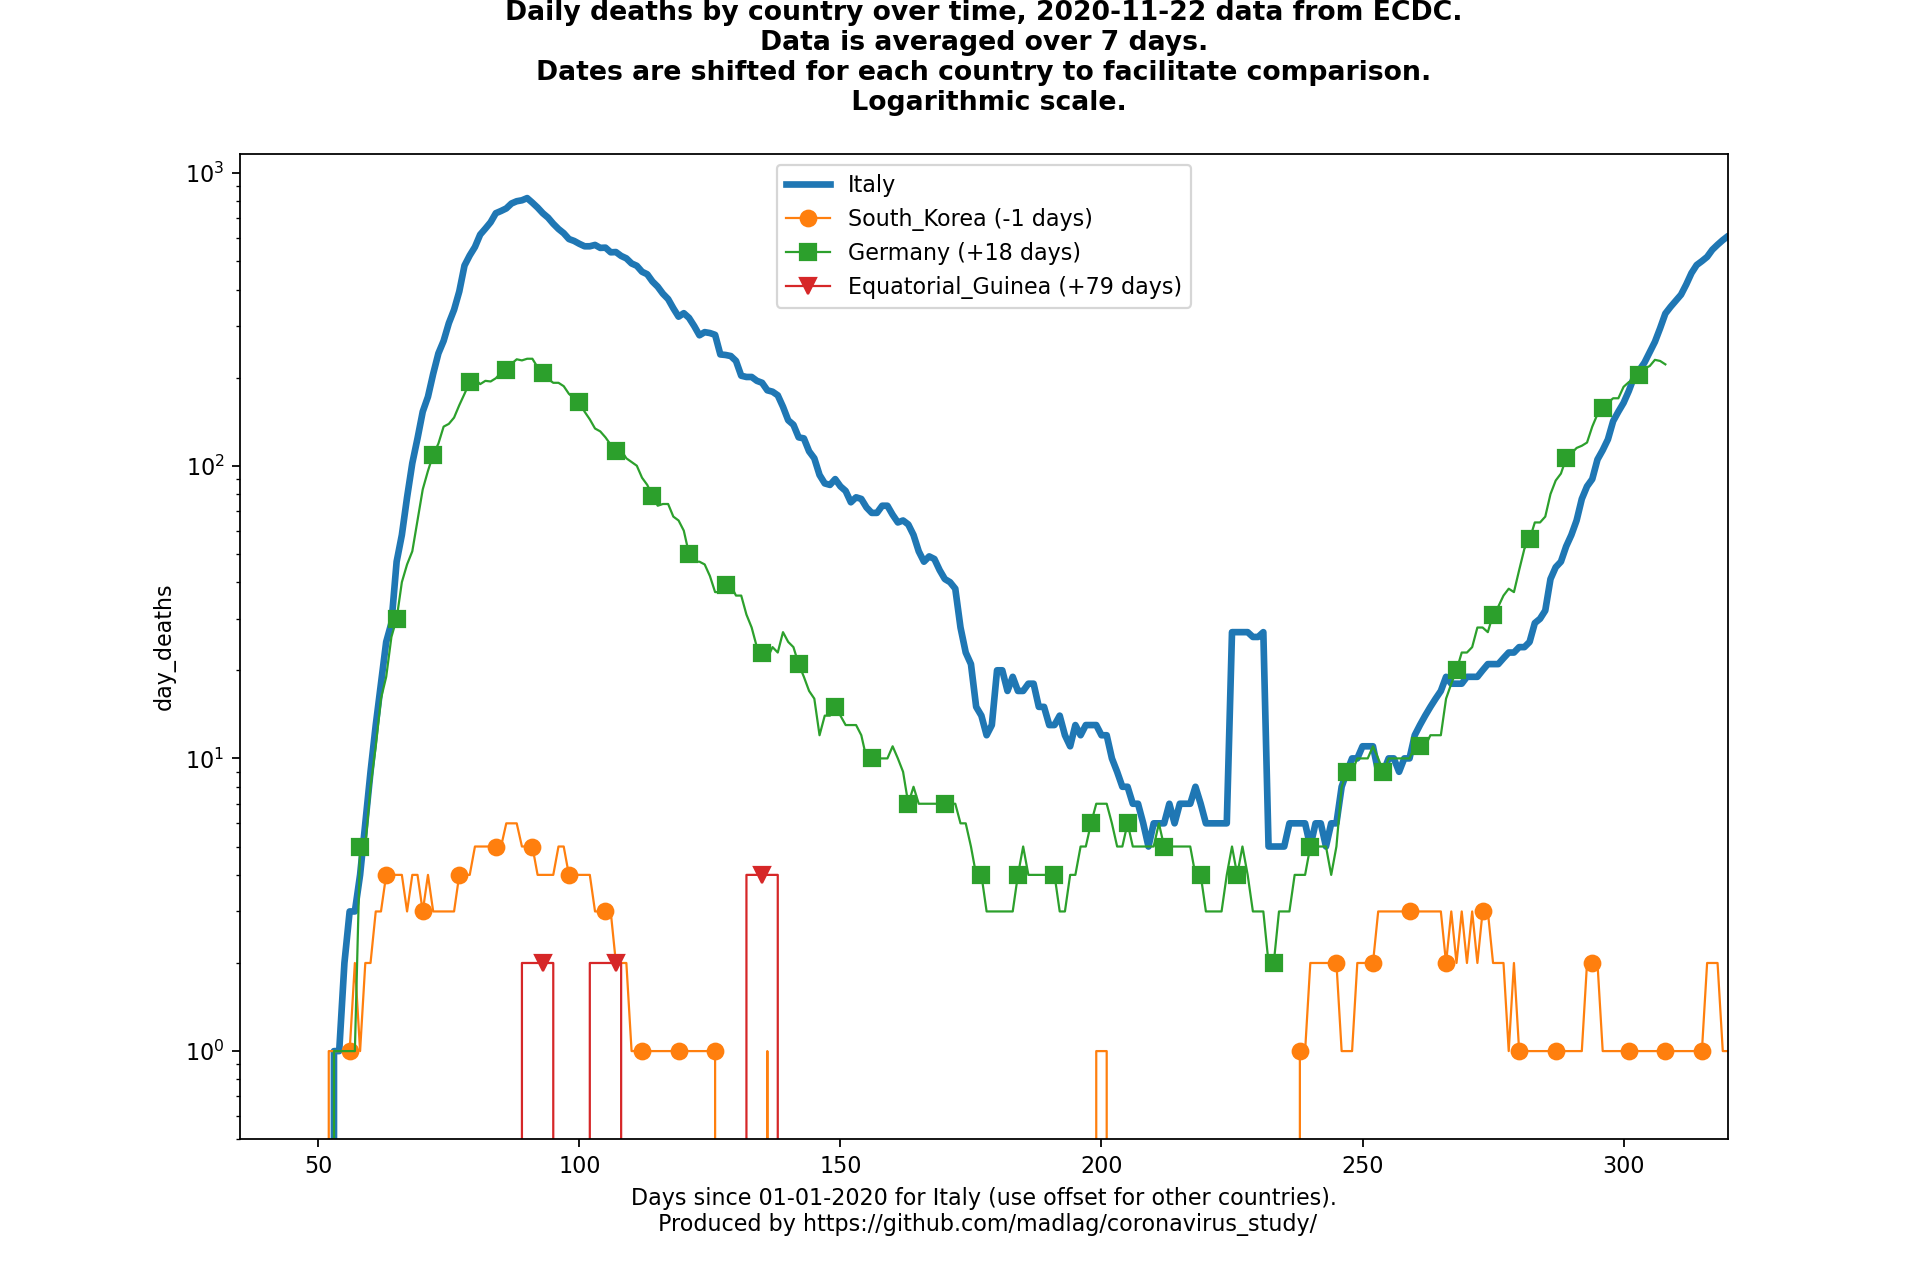 Daily deaths by country over time, 2020-11-22 data from ECDC.
Data is averaged over 7 days.
Dates are shifted for each country to facilitate comparison.
Logarithmic scale.
Italy
South_Korea (-1 days)
Germany (+18 days)
Equatorial_Guinea (+79 days)
10³
10²
10¹
10⁰
day_deaths
50 100 150 200 250 300
Days since 01-01-2020 for Italy (use offset for other countries).
Produced by https://github.com/madlag/coronavirus_study/